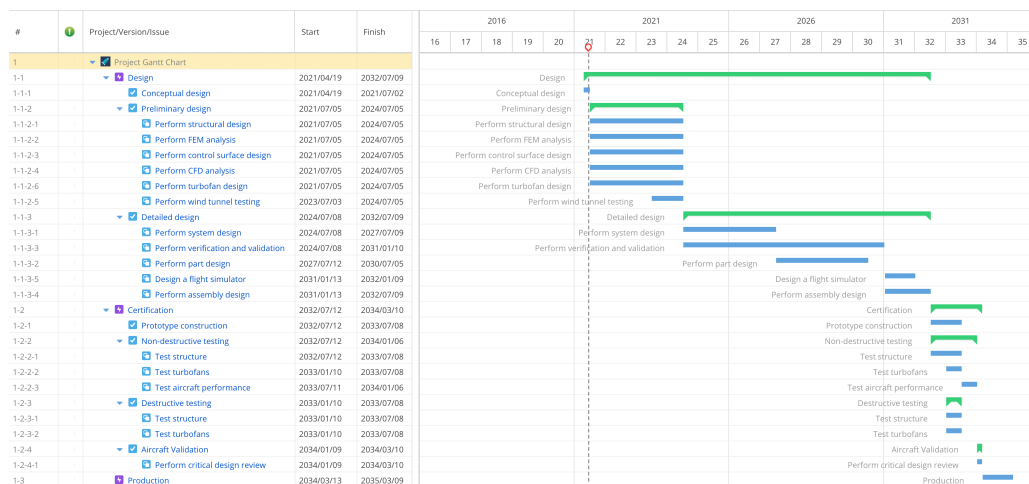 # Project/Version/Issue Start Finish 2016 2021 2026 2031
16 17 18 19 20 21 22 23 24 25 26 27 28 29 30 31 32 33 34 35
1 Project Gantt Chart
1-1 Design 2021/04/19 2032/07/09 Design
1-1-1 Conceptual design 2021/04/19 2021/07/02 Conceptual design
1-1-2 Preliminary design 2021/07/05 2024/07/05 Preliminary design
1-1-2-1 Perform structural design 2021/07/05 2024/07/05 Perform structural design
1-1-2-2 Perform FEM analysis 2021/07/05 2024/07/05 Perform FEM analysis
1-1-2-3 Perform control surface design 2021/07/05 2024/07/05 Perform control surface design
1-1-2-4 Perform CFD analysis 2021/07/05 2024/07/05 Perform CFD analysis
1-1-2-6 Perform turbofan design 2021/07/05 2024/07/05 Perform turbofan design
1-1-2-5 Perform wind tunnel testing 2023/07/03 2024/07/05 Perform wind tunnel testing
1-1-3 Detailed design 2024/07/08 2032/07/09 Detailed design
1-1-3-1 Perform system design 2024/07/08 2027/07/09 Perform system design
1-1-3-3 Perform verification and validation 2024/07/08 2031/01/10 Perform verification and validation
1-1-3-2 Perform part design 2027/07/12 2030/07/05 Perform part design
1-1-3-5 Design a flight simulator 2031/01/13 2032/01/09 Design a flight simulator
1-1-3-4 Perform assembly design 2031/01/13 2032/07/09 Perform assembly design
1-2 Certification 2032/07/12 2034/03/10 Certification
1-2-1 Prototype construction 2032/07/12 2033/07/08 Prototype construction
1-2-2 Non-destructive testing 2032/07/12 2034/01/06 Non-destructive testing
1-2-2-1 Test structure 2032/07/12 2033/07/08 Test structure
1-2-2-2 Test turbofans 2033/01/10 2033/07/08 Test turbofans
1-2-2-3 Test aircraft performance 2033/07/11 2034/01/06 Test aircraft performance
1-2-3 Destructive testing 2033/01/10 2033/07/08 Destructive testing
1-2-3-1 Test structure 2033/01/10 2033/07/08 Test structure
1-2-3-2 Test turbofans 2033/01/10 2033/07/08 Test turbofans
1-2-4 Aircraft Validation 2034/01/09 2034/03/10 Aircraft Validation
1-2-4-1 Perform critical design review 2034/01/09 2034/03/10 Perform critical design review
1-3 Production 2034/03/13 2035/03/09 Production